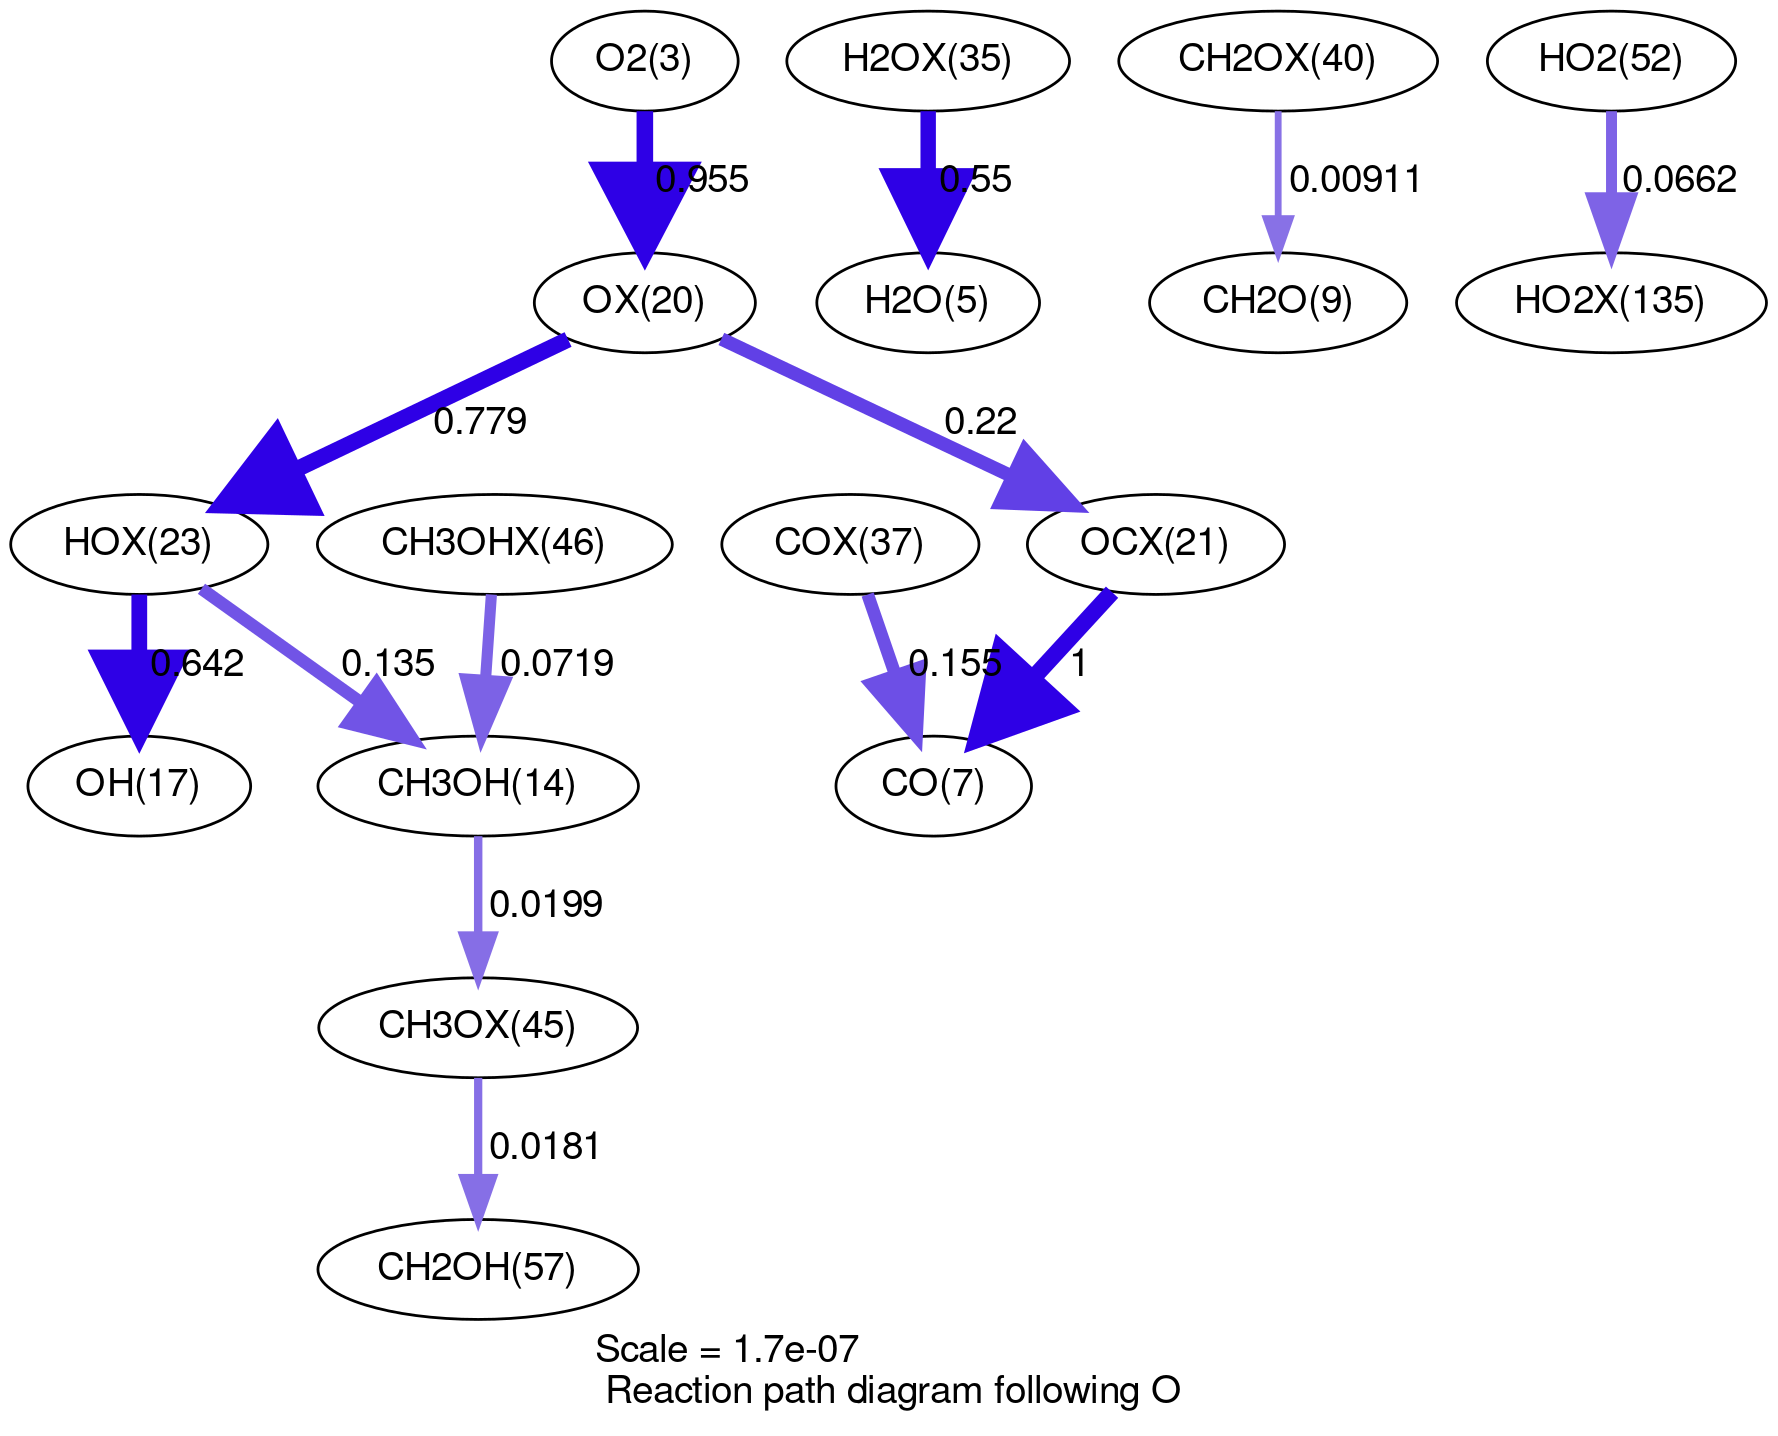 O2(3)
H2OX(35)
CH2OX(40)
HO2(52)
0.955
0.55
0.00911
0.0662
OX(20)
H2O(5)
CH2O(9)
HO2X(135)
0.779
0.22
HOX(23)
CH3OHX(46)
COX(37)
OCX(21)
0.642
0.135
0.0719
0.155
1
OH(17)
CH3OH(14)
CO(7)
0.0199
CH3OX(45)
0.0181
CH2OH(57)
Scale = 1.7e-07
Reaction path diagram following O